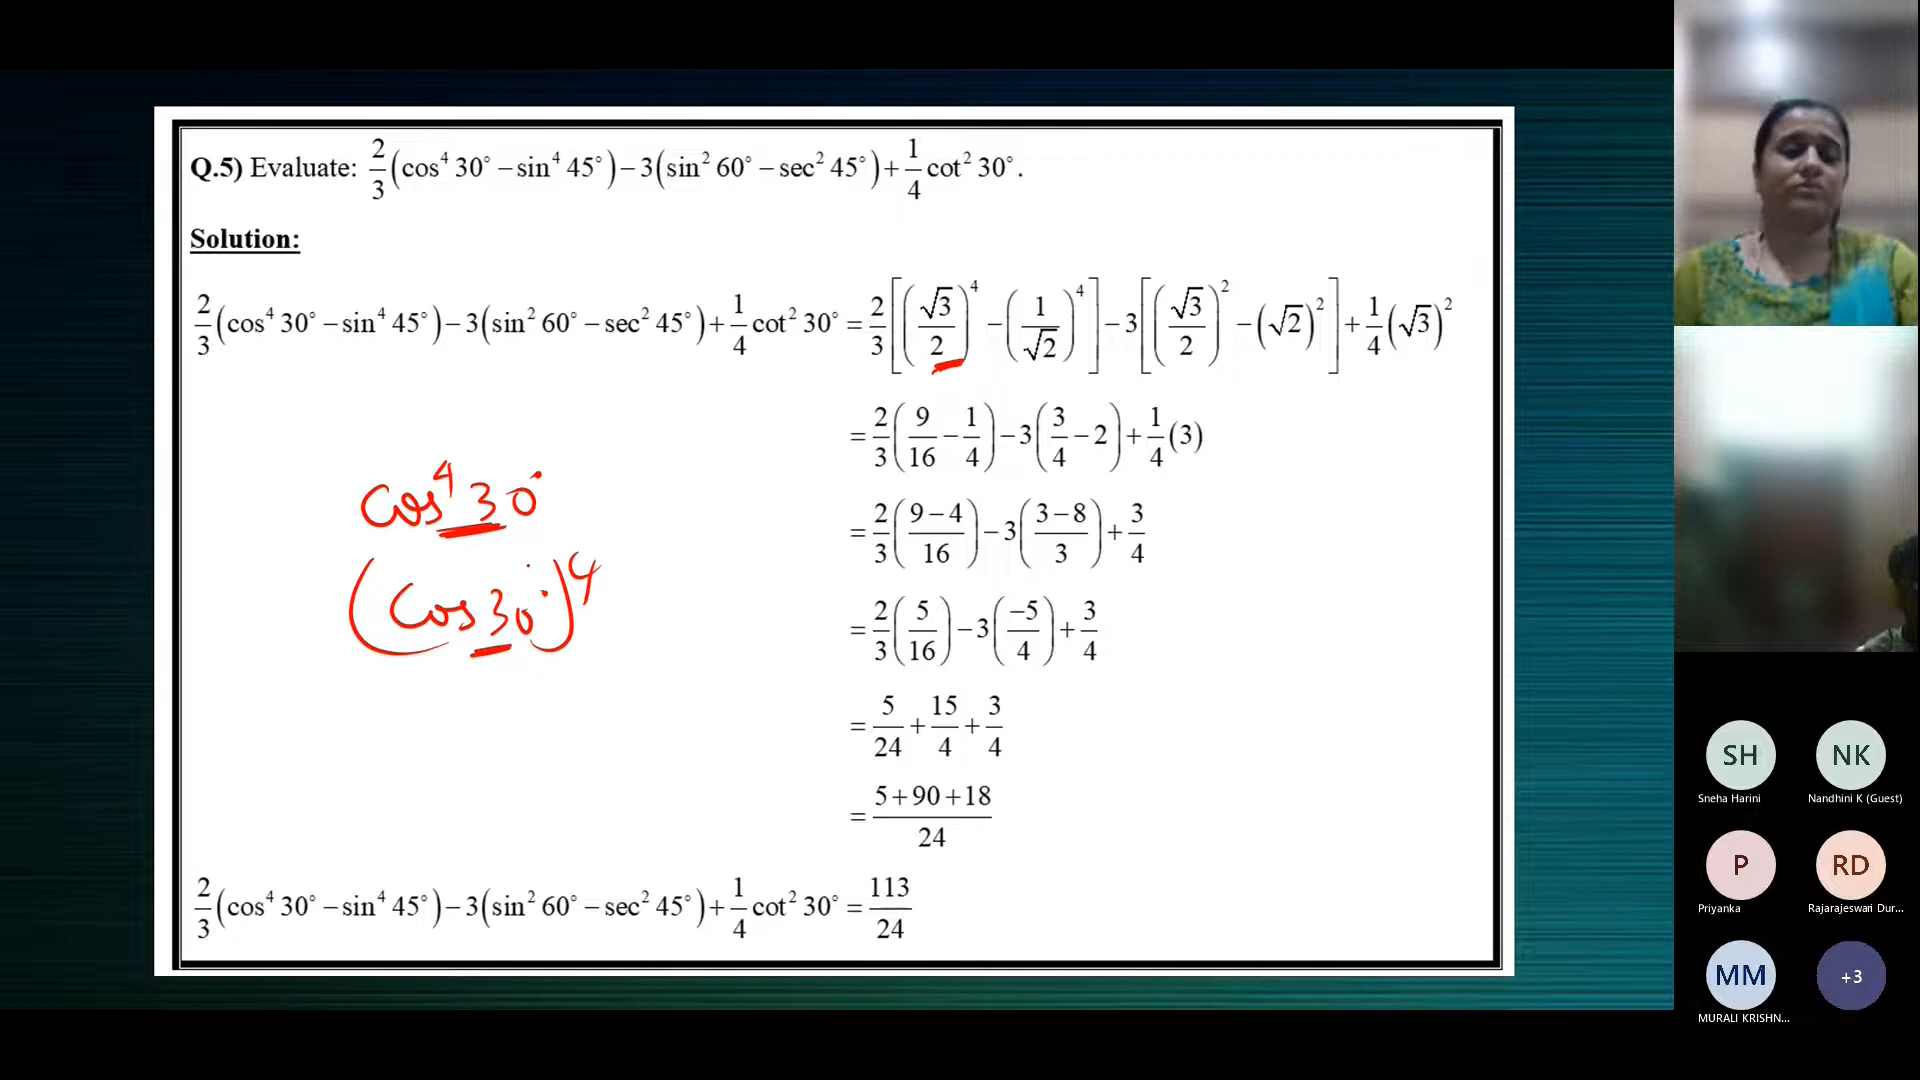 Q.5) Evaluate: 2/3 (cos⁴ 30° − sin⁴ 45°) − 3(sin² 60° − sec² 45°) + 1/4 cot² 30°.
Solution:
2/3 (cos⁴ 30° − sin⁴ 45°) − 3(sin² 60° − sec² 45°) + 1/4 cot² 30° = 2/3 [(√3/2)⁴ − (1/√2)⁴] − 3[(√3/2)² − (√2)²] + 1/4 (√3)²
= 2/3 (9/16 − 1/4) − 3(3/4 − 2) + 1/4 (3)
cos⁴ 30°
= 2/3 ((9 − 4)/16) − 3((3 − 8)/3) + 3/4
(cos 30°)⁴
= 2/3 (5/16) − 3(−5/4) + 3/4
= 5/24 + 15/4 + 3/4
= (5 + 90 + 18)/24
2/3 (cos⁴ 30° − sin⁴ 45°) − 3(sin² 60° − sec² 45°) + 1/4 cot² 30° = 113/24
SH NK
Sneha Harini Nandhini K (Guest)
P RD
Priyanka Rajarajeswari Dur...
MM +3
MURALI KRISHN...